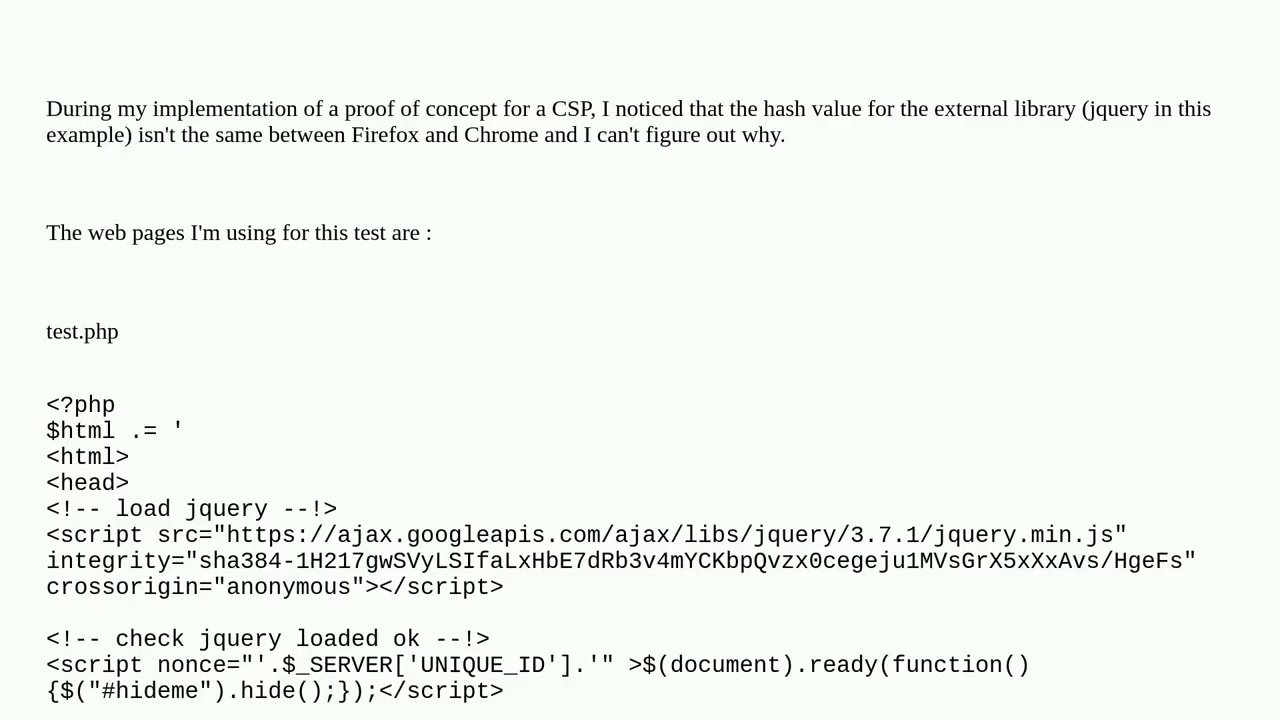 During my implementation of a proof of concept for a CSP, I noticed that the hash value for the external library (jquery in this
example) isn't the same between Firefox and Chrome and I can't figure out why.
The web pages I'm using for this test are :
test.php
<?php
$html .= '
<html>
<head>
<!-- load jquery --!>
<script src="https://ajax.googleapis.com/ajax/libs/jquery/3.7.1/jquery.min.js"
integrity="sha384-1H217gwSVyLSIfaLxHbE7dRb3v4mYCKbpQvzx0cegeju1MVsGrX5xXxAvs/HgeFs"
crossorigin="anonymous"></script>
<!-- check jquery loaded ok --!>
<script nonce="'.$_SERVER['UNIQUE_ID'].'" >$(document).ready(function()
{$("#hideme").hide();});</script>